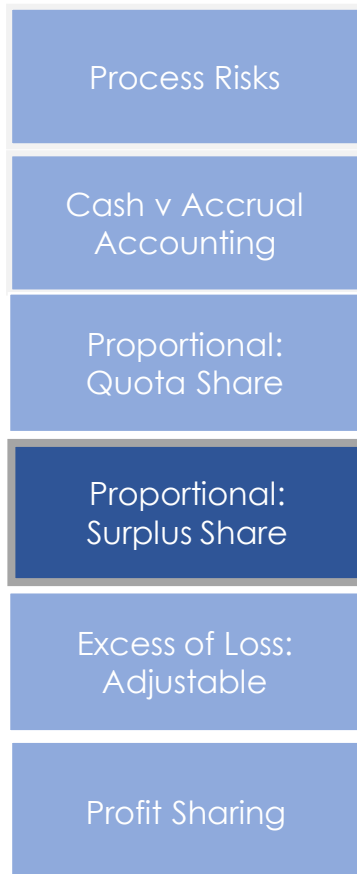 Process Risks
Cash v Accrual
Accounting
Proportional:
Quota Share
Proportional:
Surplus Share
Excess of Loss:
Adjustable
Profit Sharing